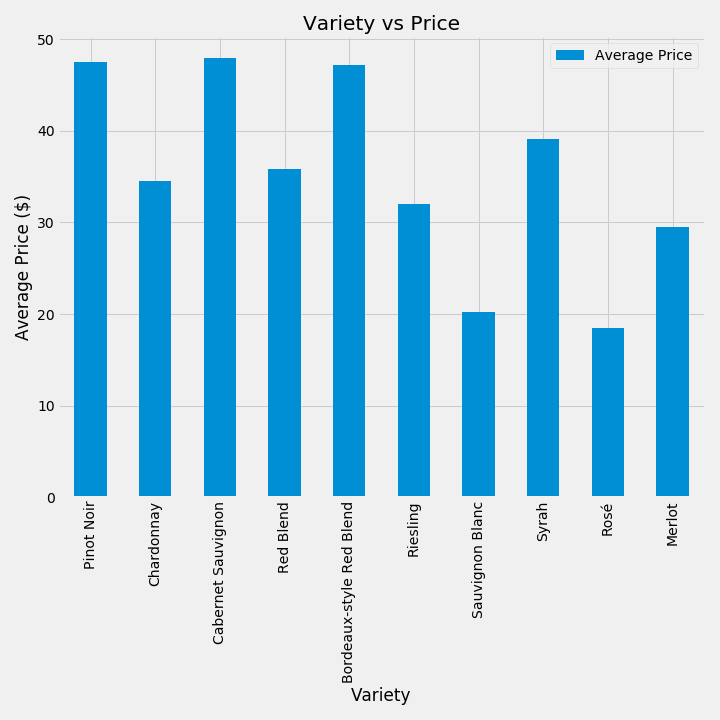 Variety vs Price
Average Price
Average Price ($)
50
40
30
20
10
0
Pinot Noir
Chardonnay
Cabernet Sauvignon
Red Blend
Bordeaux-style Red Blend
Riesling
Sauvignon Blanc
Syrah
Rosé
Merlot
Variety